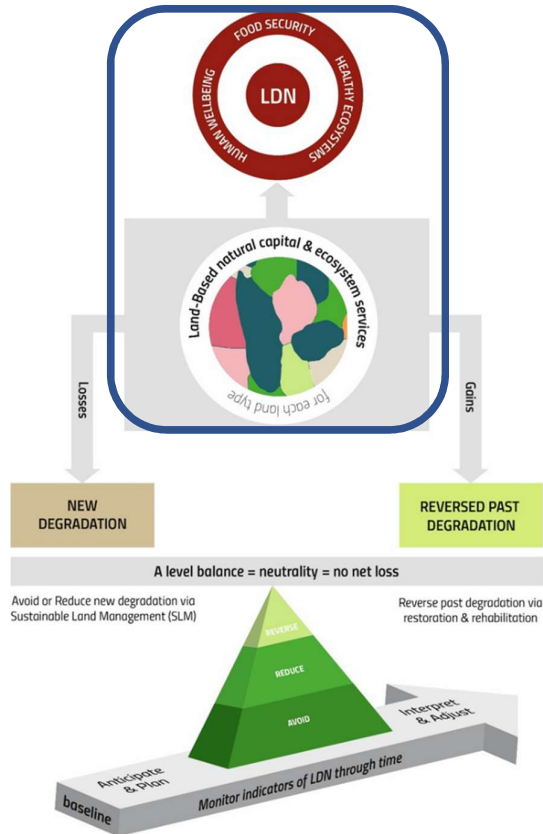 FOOD SECURITY
HUMAN WELLBEING
HEALTHY ECOSYSTEMS
LDN
Land-Based natural capital & ecosystem services
for each land type
Losses
Gains
NEW
DEGRADATION
REVERSED PAST
DEGRADATION
A level balance = neutrality = no net loss
Avoid or Reduce new degradation via
Sustainable Land Management (SLM)
Reverse past degradation via
restoration & rehabilitation
REVERSE
REDUCE
AVOID
Anticipate
& Plan
Interpret
& Adjust
baseline
Monitor indicators of LDN through time